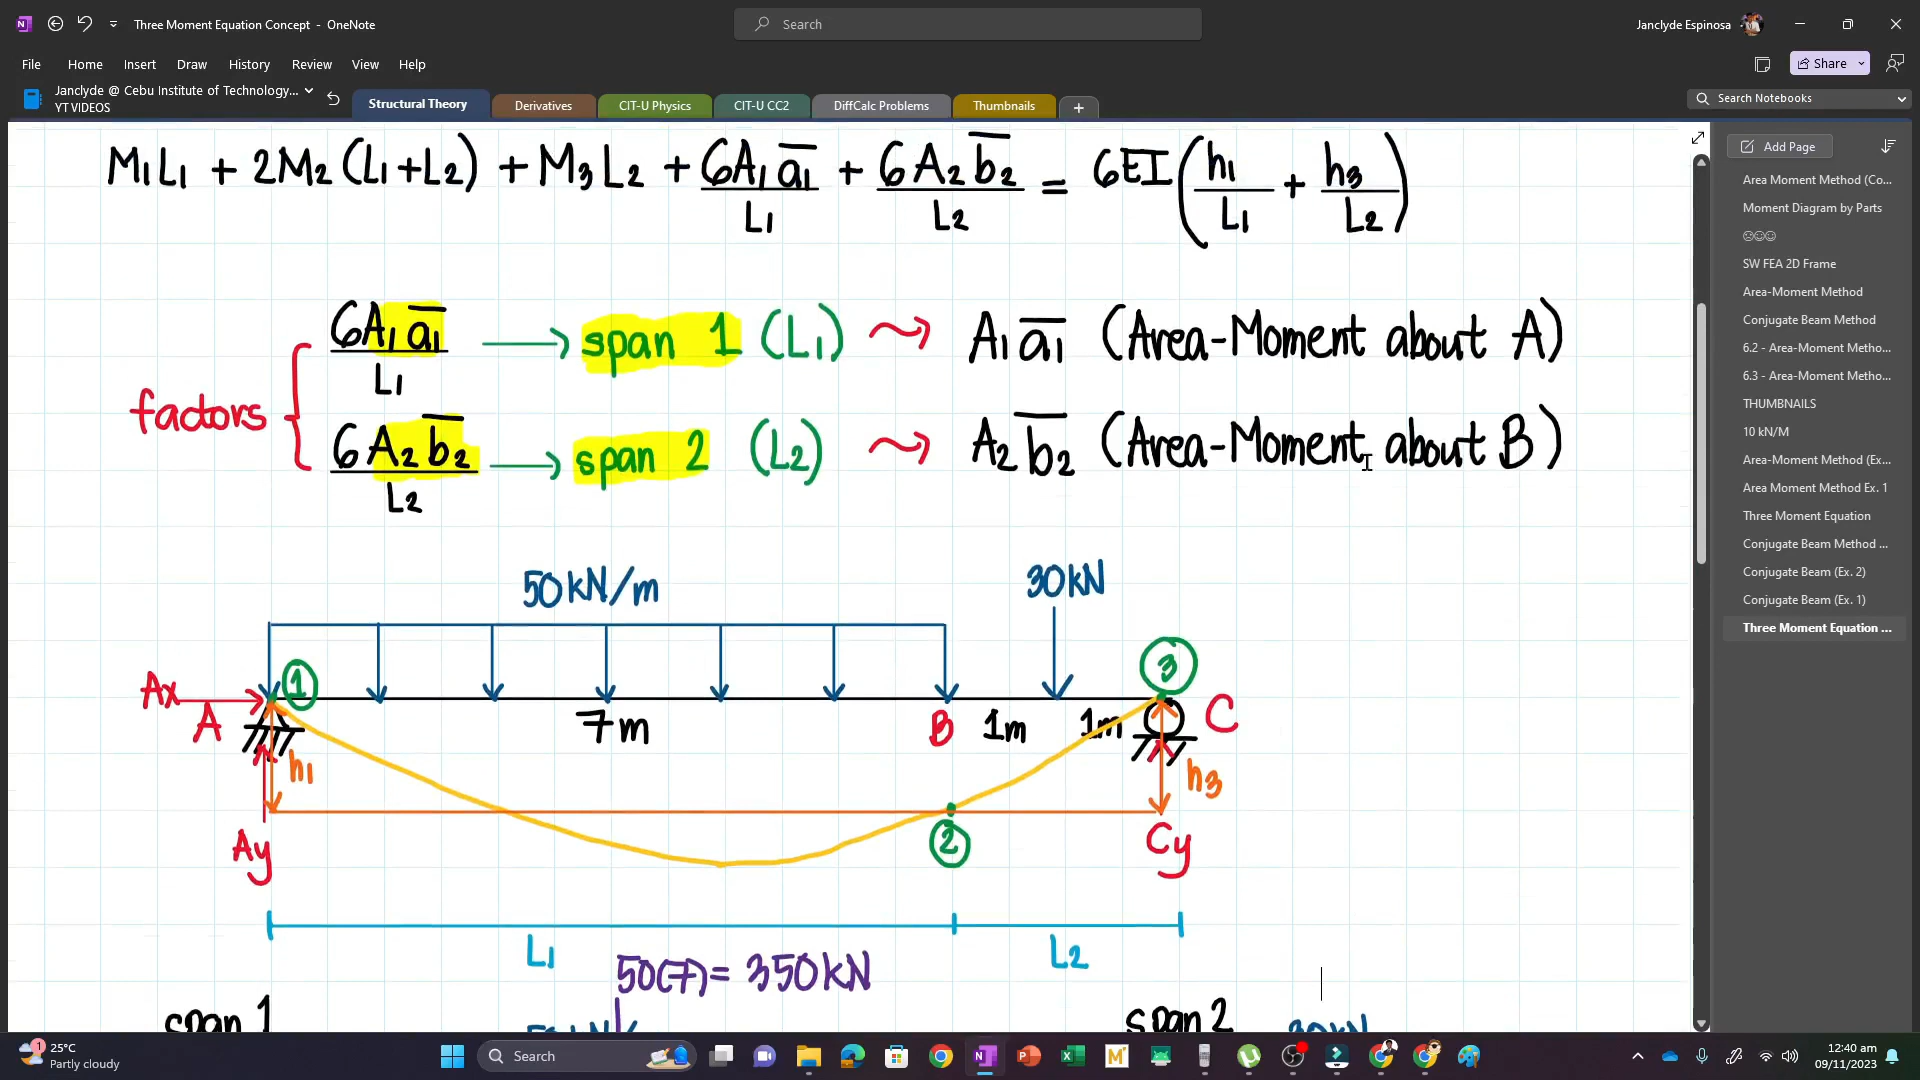 Three Moment Equation Concept - OneNote
Search
Janclyde Espinosa
File Home Insert Draw History Review View Help
Share
Janclyde @ Cebu Institute of Technology...
YT VIDEOS
Structural Theory
Derivatives
CIT-U Physics
CIT-U CC2
DiffCalc Problems
Thumbnails
Search Notebooks
M1L1 + 2M2(L1+L2) + M3L2 + 6A1a̅1/L1 + 6A2b̅2/L2 = 6EI(h1/L1 + h3/L2)
factors
6A1a̅1/L1 → span 1 (L1) A1a̅1 (Area-Moment about A)
6A2b̅2/L2 → span 2 (L2) A2b̅2 (Area-Moment about B)
50kN/m 30kN
1 3
Ax A 7m B 1m 1m C
h1 h3
Ay 2 Cy
L1 L2
50(7)= 350kN
span 1 span 2 30kN
Add Page
Area Moment Method (Co...
Moment Diagram by Parts
☹☺☺
SW FEA 2D Frame
Area-Moment Method
Conjugate Beam Method
6.2 - Area-Moment Metho...
6.3 - Area-Moment Metho...
THUMBNAILS
10 kN/M
Area-Moment Method (Ex...
Area Moment Method Ex. 1
Three Moment Equation
Conjugate Beam Method ...
Conjugate Beam (Ex. 2)
Conjugate Beam (Ex. 1)
Three Moment Equation ...
1
25°C
Partly cloudy
Search
12:40 am
09/11/2023